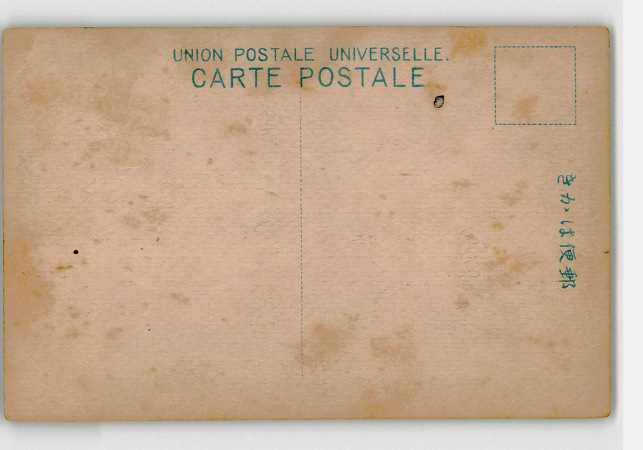 UNION POSTALE UNIVERSELLE.
CARTE POSTALE
きかは便郵